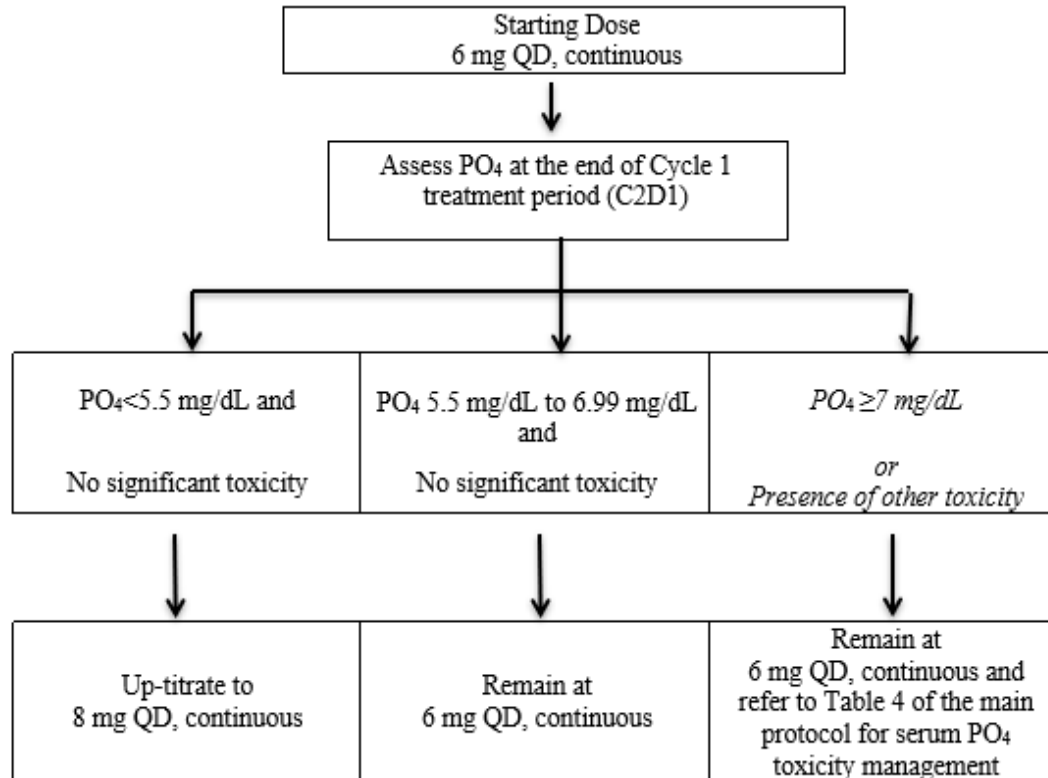 Starting Dose
6 mg QD, continuous
Assess PO₄ at the end of Cycle 1
treatment period (C2D1)
PO₄<5.5 mg/dL and
No significant toxicity
PO₄ 5.5 mg/dL to 6.99 mg/dL
and
No significant toxicity
PO₄ ≥7 mg/dL
or
Presence of other toxicity
Up-titrate to
8 mg QD, continuous
Remain at
6 mg QD, continuous
Remain at
6 mg QD, continuous and
refer to Table 4 of the main
protocol for serum PO₄
toxicity management